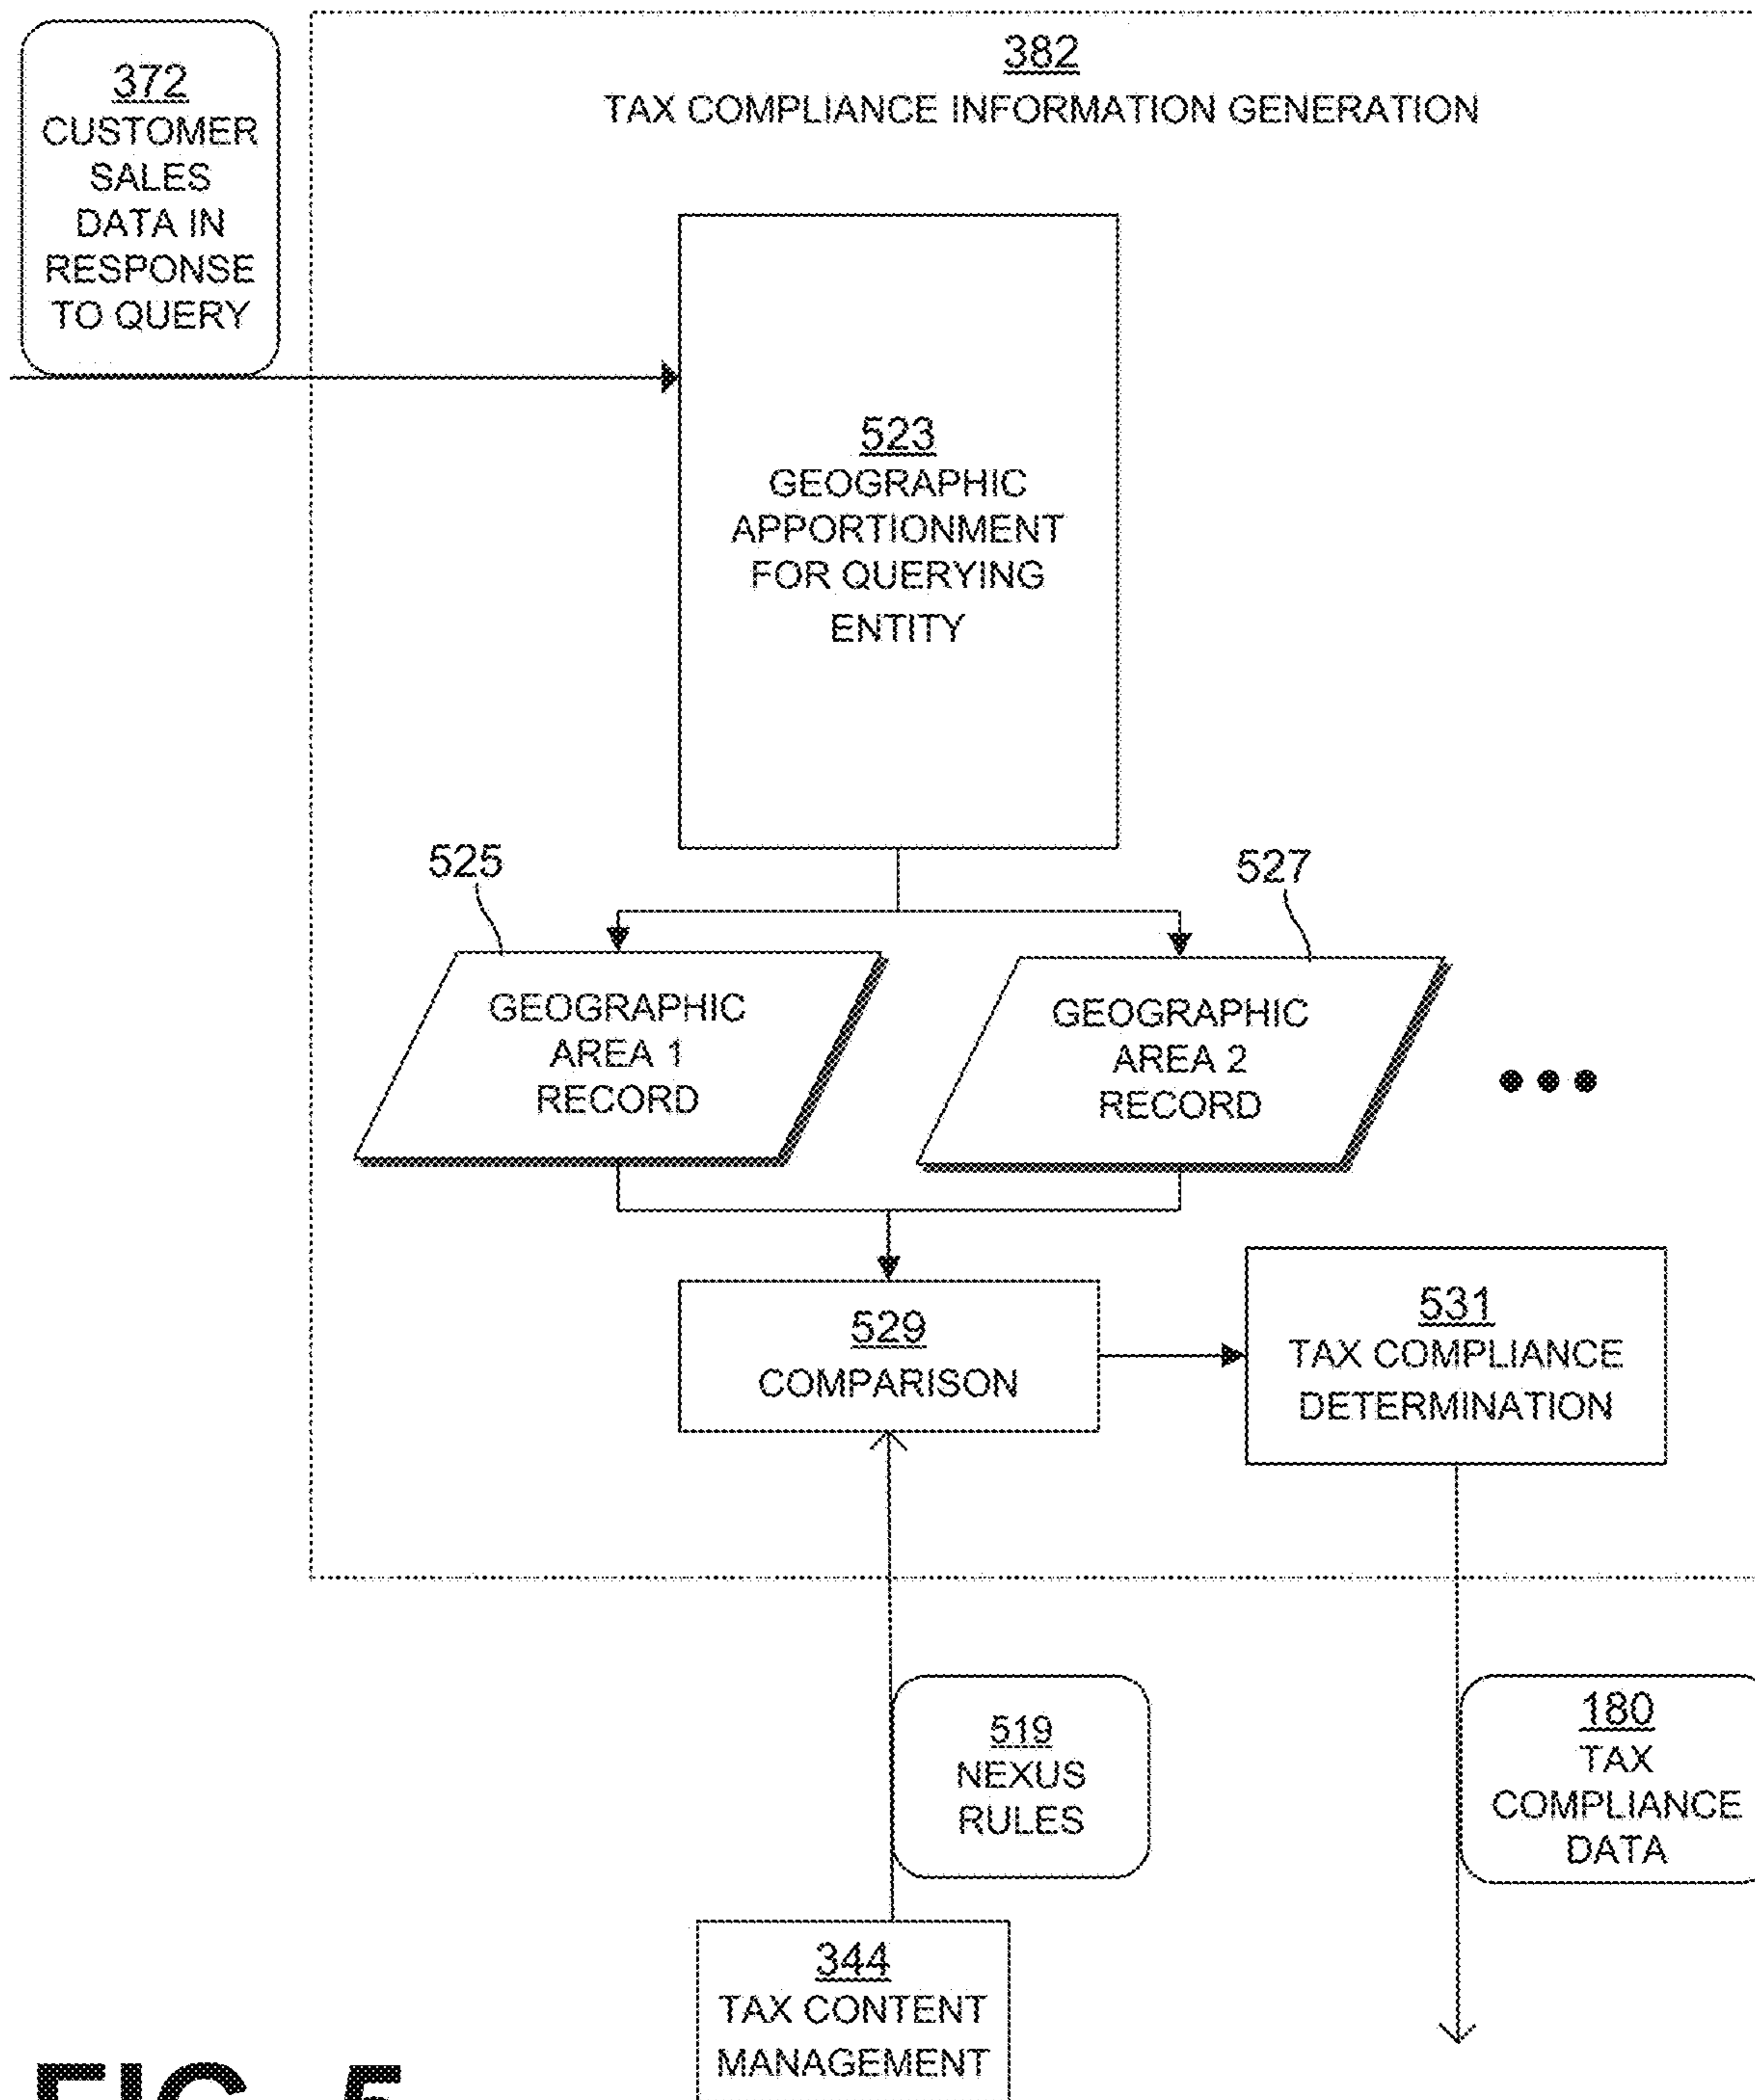 382
TAX COMPLIANCE INFORMATION GENERATION
372
CUSTOMER
SALES
DATA IN
RESPONSE
TO QUERY
523
GEOGRAPHIC
APPORTIONMENT
FOR QUERYING
ENTITY
525
527
GEOGRAPHIC
AREA 1
RECORD
GEOGRAPHIC
AREA 2
RECORD
529
COMPARISON
531
TAX COMPLIANCE
DETERMINATION
519
NEXUS
RULES
180
TAX
COMPLIANCE
DATA
344
TAX CONTENT
MANAGEMENT
FIG. 5